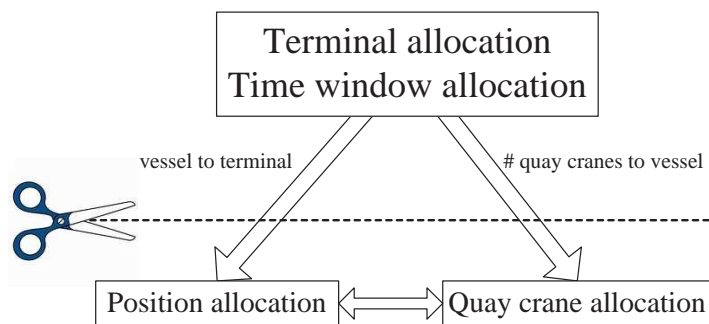 Terminal allocation
Time window allocation
vessel to terminal
# quay cranes to vessel
Position allocation
Quay crane allocation